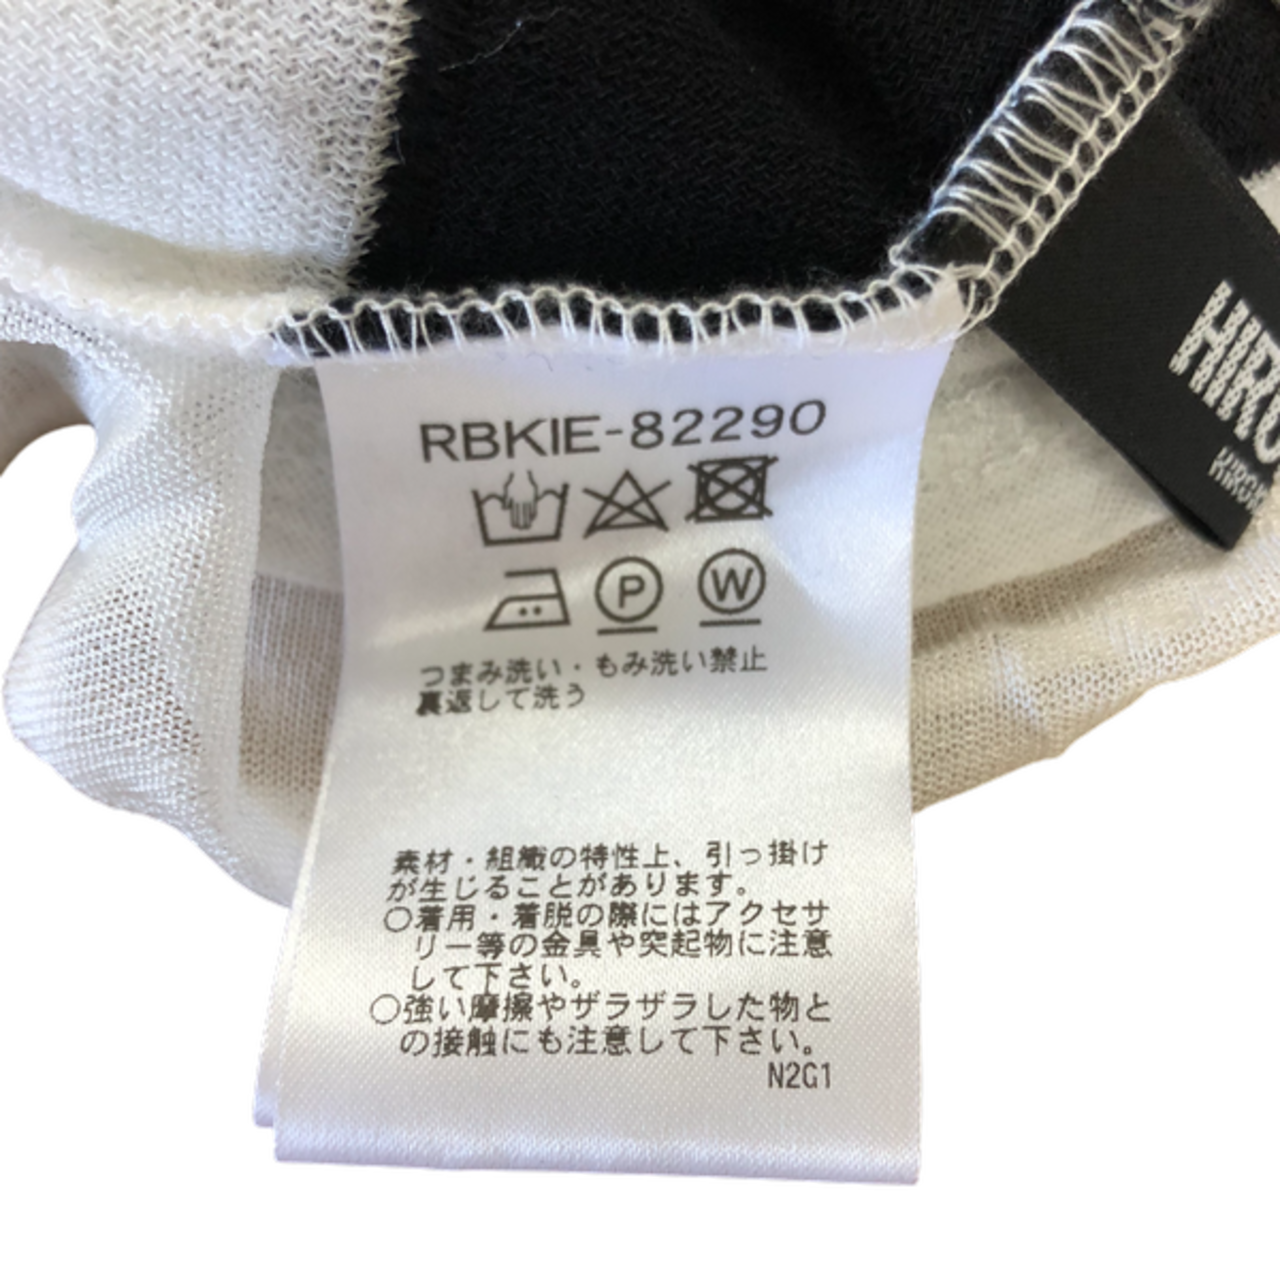 RBKIE-82290
P W
つまみ洗い・もみ洗い禁止
裏返して洗う
素材・組織の特性上、引っ掛け
が生じることがあります。
○着用・着脱の際にはアクセサ
リー等の金具や突起物に注意
して下さい。
○強い摩擦やザラザラした物と
の接触にも注意して下さい。
N2G1